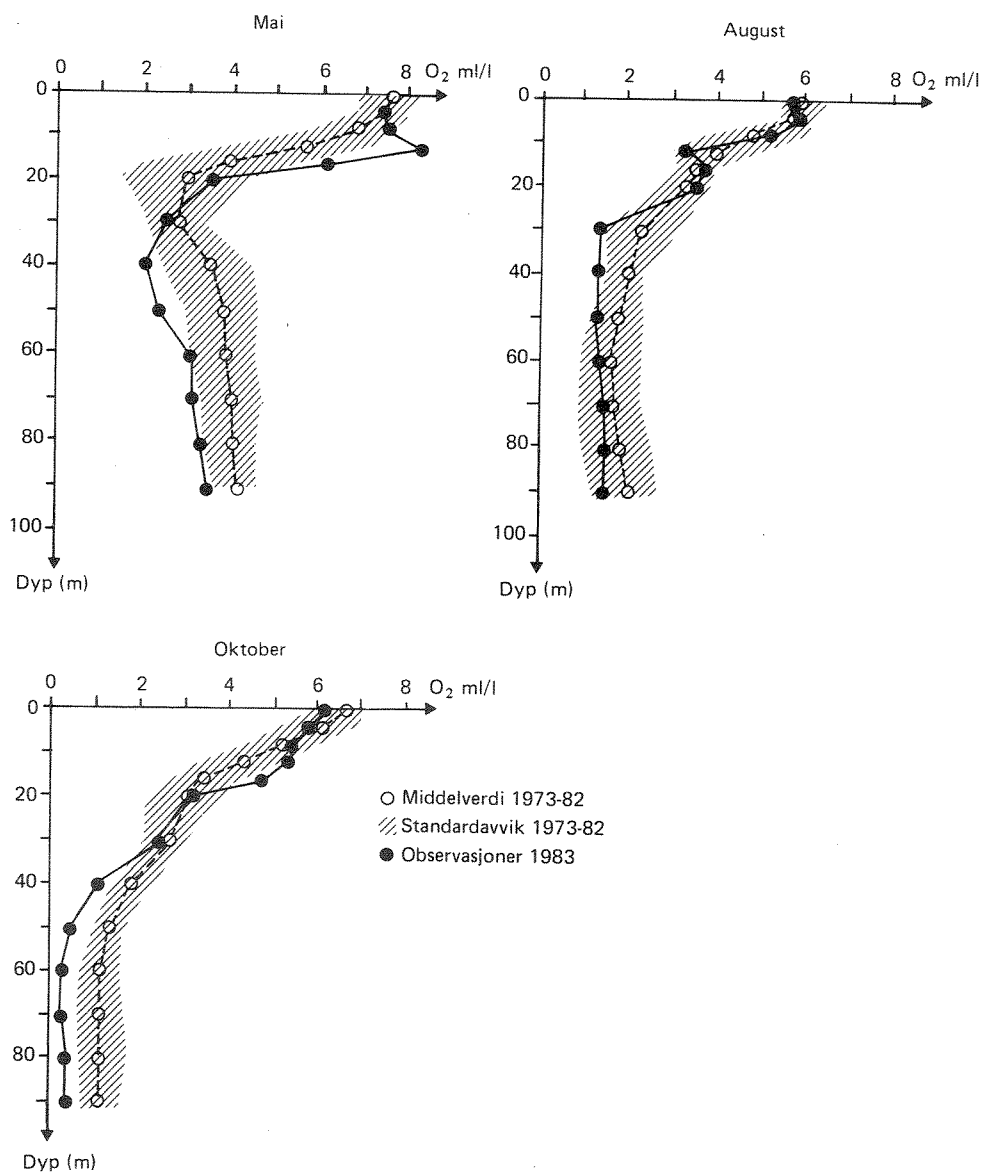 Mai
0 2 4 6 8 O₂ ml/l
0
20
40
60
80
100
Dyp (m)
August
0 2 4 6 8 O₂ ml/l
0
20
40
60
80
100
Dyp (m)
Oktober
0 2 4 6 8 O₂ ml/l
0
20
40
60
80
Dyp (m)
Middelverdi 1973-82
Standardavvik 1973-82
Observasjoner 1983